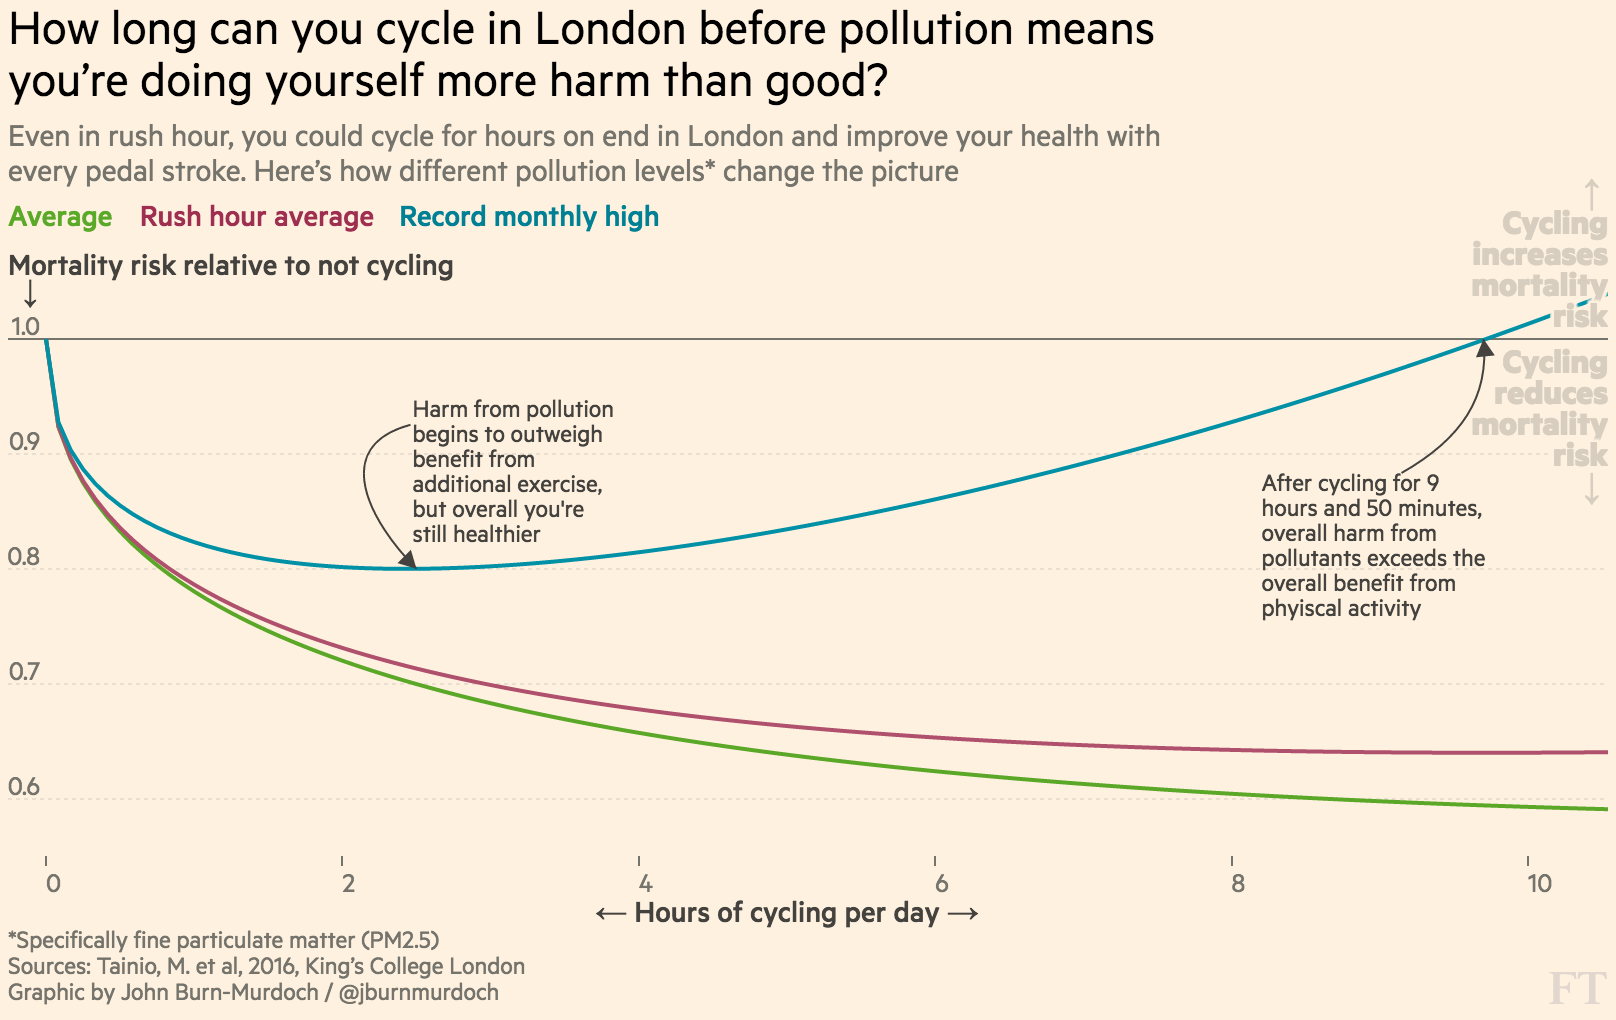 How long can you cycle in London before pollution means
you're doing yourself more harm than good?
Even in rush hour, you could cycle for hours on end in London and improve your health with
every pedal stroke. Here's how different pollution levels* change the picture
Average Rush hour average Record monthly high
Mortality risk relative to not cycling
↓
↑
Cycling
increases
mortality
risk
1.0
Cycling
reduces
mortality
risk
↓
0.9
Harm from pollution
begins to outweigh
benefit from
additional exercise,
but overall you're
still healthier
After cycling for 9
hours and 50 minutes,
overall harm from
pollutants exceeds the
overall benefit from
phyiscal activity
0.8
0.7
0.6
0 2 4 6 8 10
← Hours of cycling per day →
*Specifically fine particulate matter (PM2.5)
Sources: Tainio, M. et al, 2016, King's College London
Graphic by John Burn-Murdoch / @jburnmurdoch
FT